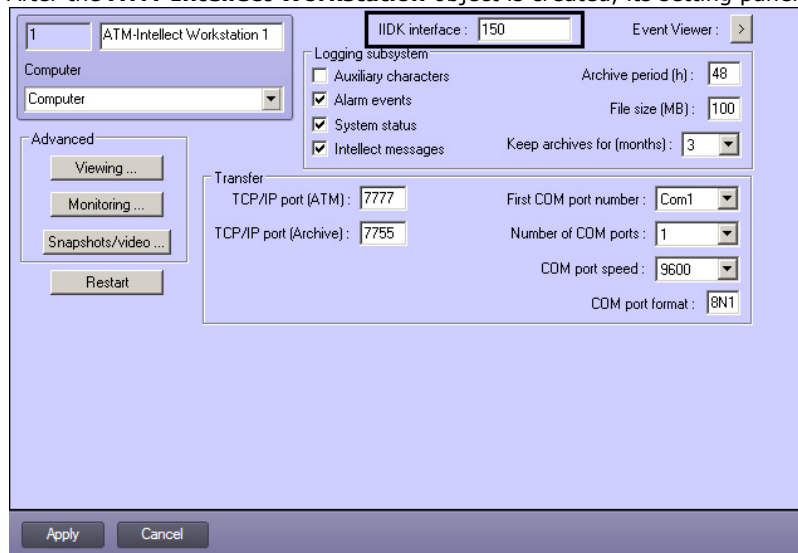 After the ATM-Intellect Workstation object is created, its setting panel
1 ATM-Intellect Workstation 1
IIDK interface : 150
Event Viewer : >
Computer
Computer
Logging subsystem
Auxiliary characters
Alarm events
System status
Intellect messages
Archive period (h) : 48
File size (MB) : 100
Keep archives for (months) : 3
Advanced
Viewing ...
Monitoring ...
Snapshots/video ...
Restart
Transfer
TCP/IP port (ATM) : 7777
TCP/IP port (Archive) : 7755
First COM port number : Com1
Number of COM ports : 1
COM port speed : 9600
COM port format : 8N1
Apply Cancel